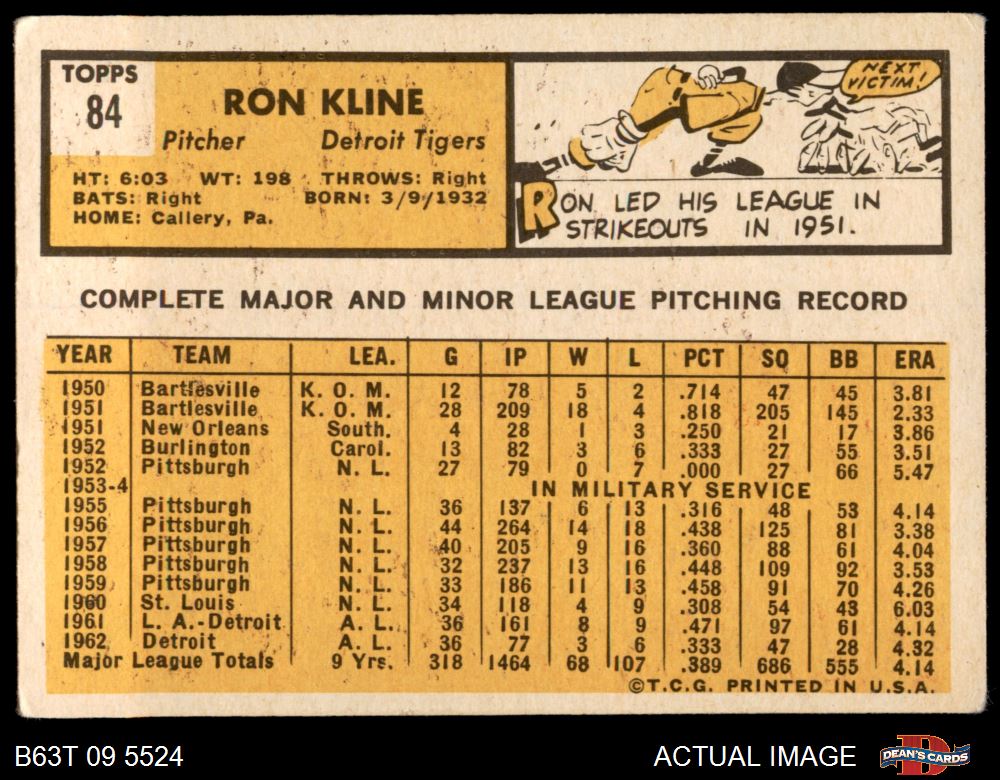 TOPPS
84
RON KLINE
Pitcher Detroit Tigers
HT: 6:03 WT: 198 THROWS: Right
BATS: Right BORN: 3/9/1932
HOME: Callery, Pa.
NEXT
VICTIM!
RON LED HIS LEAGUE IN
STRIKEOUTS IN 1951.
COMPLETE MAJOR AND MINOR LEAGUE PITCHING RECORD
YEAR TEAM LEA. G IP W L PCT SO BB ERA
1950 Bartlesville K. O. M. 12 78 5 2 .714 47 45 3.81
1951 Bartlesville K. O. M. 28 209 18 4 .818 205 145 2.33
1951 New Orleans South. 4 28 1 3 .250 21 17 3.86
1952 Burlington Carol. 13 82 3 6 .333 27 55 3.51
1952 Pittsburgh N. L. 27 79 0 7 .000 27 66 5.47
1953-4 IN MILITARY SERVICE
1955 Pittsburgh N. L. 36 137 6 13 .316 48 53 4.14
1956 Pittsburgh N. L. 44 264 14 18 .438 125 81 3.38
1957 Pittsburgh N. L. 40 205 9 16 .360 88 61 4.04
1958 Pittsburgh N. L. 32 237 13 16 .448 109 92 3.53
1959 Pittsburgh N. L. 33 186 11 13 .458 91 70 4.26
1960 St. Louis N. L. 34 118 4 9 .308 54 43 6.03
1961 L. A.-Detroit A. L. 36 161 8 9 .471 97 61 4.14
1962 Detroit A. L. 36 77 3 6 .333 47 28 4.32
Major League Totals 9 Yrs. 318 1464 68 107 .389 686 555 4.14
©T.C.G. PRINTED IN U.S.A.
B63T 09 5524 ACTUAL IMAGE DEAN'S CARDS